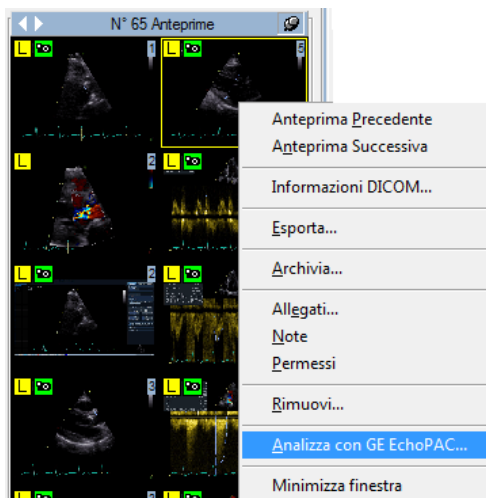 N° 65 Anteprime
L
1
L
5
L
2
L
L
2
L
L
3
L
Anteprima Precedente
Anteprima Successiva
Informazioni DICOM...
Esporta...
Archivia...
Allegati...
Note
Permessi
Rimuovi...
Analizza con GE EchoPAC...
Minimizza finestra